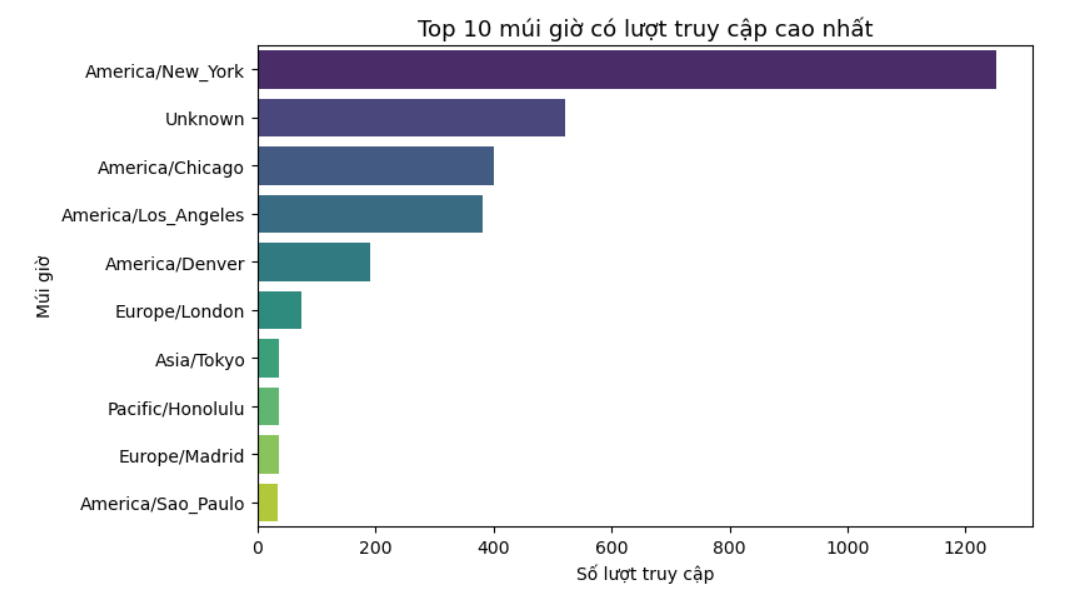 Top 10 múi giờ có lượt truy cập cao nhất
Múi giờ
America/New_York
Unknown
America/Chicago
America/Los_Angeles
America/Denver
Europe/London
Asia/Tokyo
Pacific/Honolulu
Europe/Madrid
America/Sao_Paulo
0 200 400 600 800 1000 1200
Số lượt truy cập